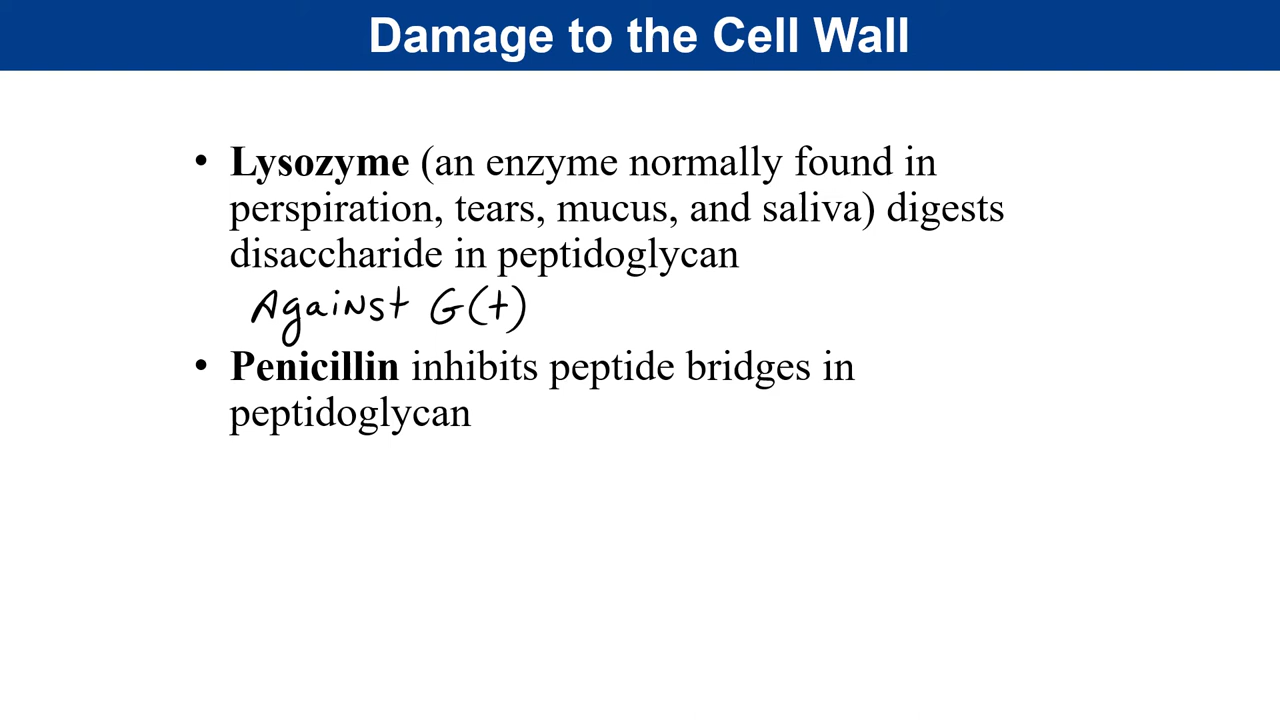 Damage to the Cell Wall
• Lysozyme (an enzyme normally found in
perspiration, tears, mucus, and saliva) digests
disaccharide in peptidoglycan
Against G(+)
• Penicillin inhibits peptide bridges in
peptidoglycan